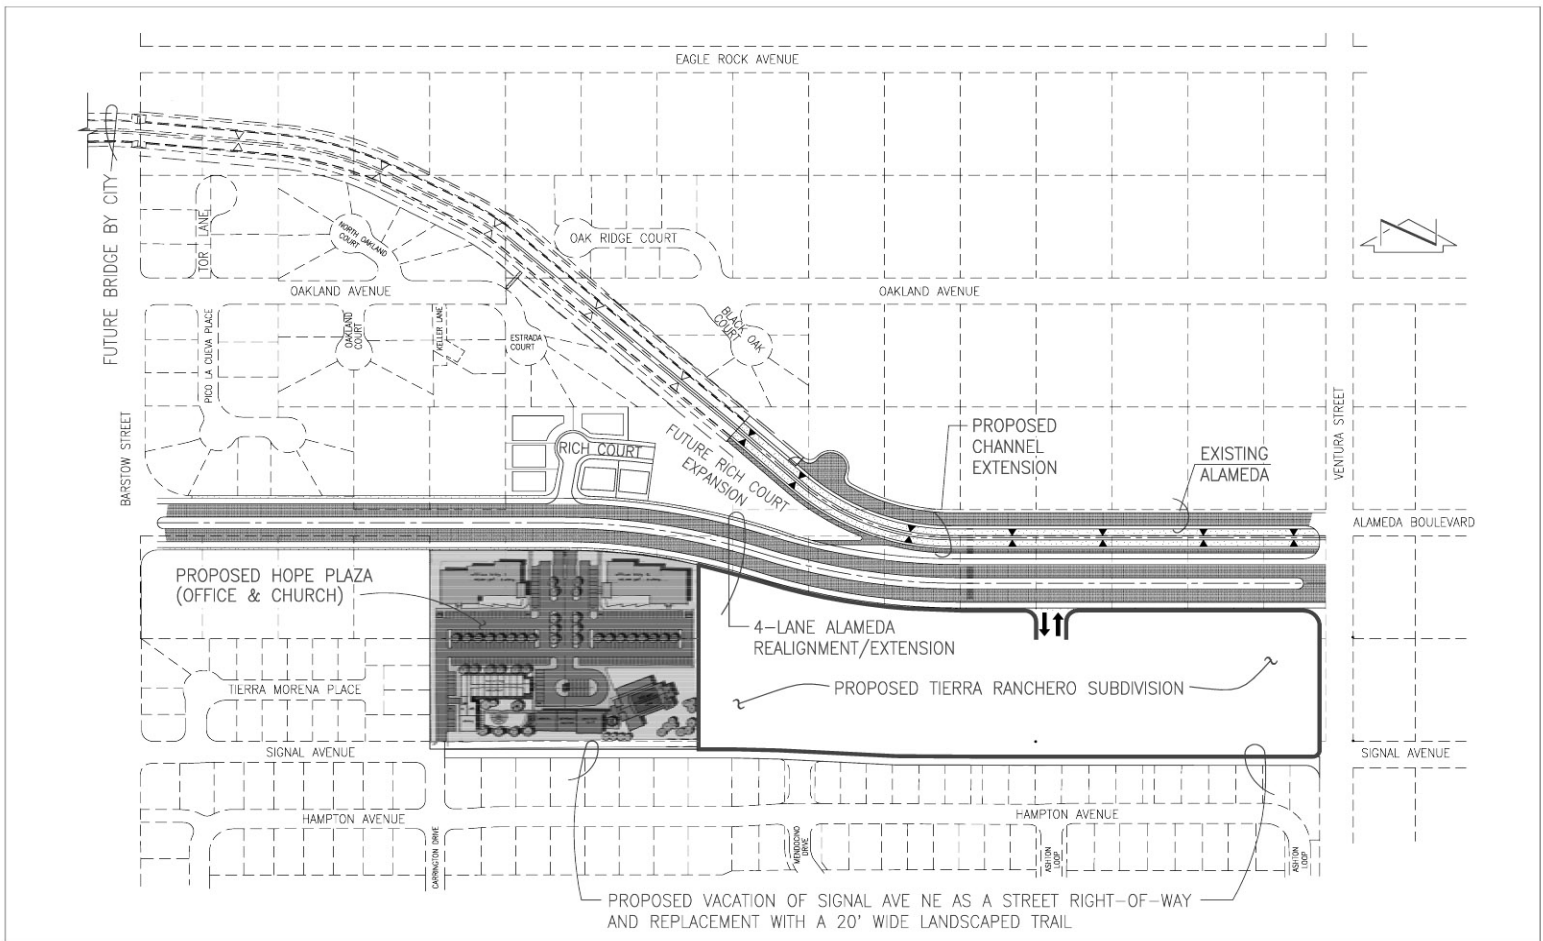 EAGLE ROCK AVENUE
FUTURE BRIDGE BY CITY
TOR LANE
NORTH OAKLAND
COURT
OAK RIDGE COURT
OAKLAND AVENUE
OAKLAND AVENUE
PICO LA CUEVA PLACE
OAKLAND
COURT
KELLER LANE
ESTRADA
COURT
BLACK OAK
COURT
BARSTOW STREET
VENTURA STREET
RICH COURT
FUTURE RICH COURT
EXPANSION
PROPOSED
CHANNEL
EXTENSION
EXISTING
ALAMEDA
ALAMEDA BOULEVARD
PROPOSED HOPE PLAZA
(OFFICE & CHURCH)
4-LANE ALAMEDA
REALIGNMENT/EXTENSION
PROPOSED TIERRA RANCHERO SUBDIVISION
TIERRA MORENA PLACE
SIGNAL AVENUE
SIGNAL AVENUE
HAMPTON AVENUE
HAMPTON AVENUE
CARRINGTON DRIVE
MENDOCINO
DRIVE
ASHTON
LOOP
ASHTON
LOOP
PROPOSED VACATION OF SIGNAL AVE NE AS A STREET RIGHT-OF-WAY
AND REPLACEMENT WITH A 20' WIDE LANDSCAPED TRAIL